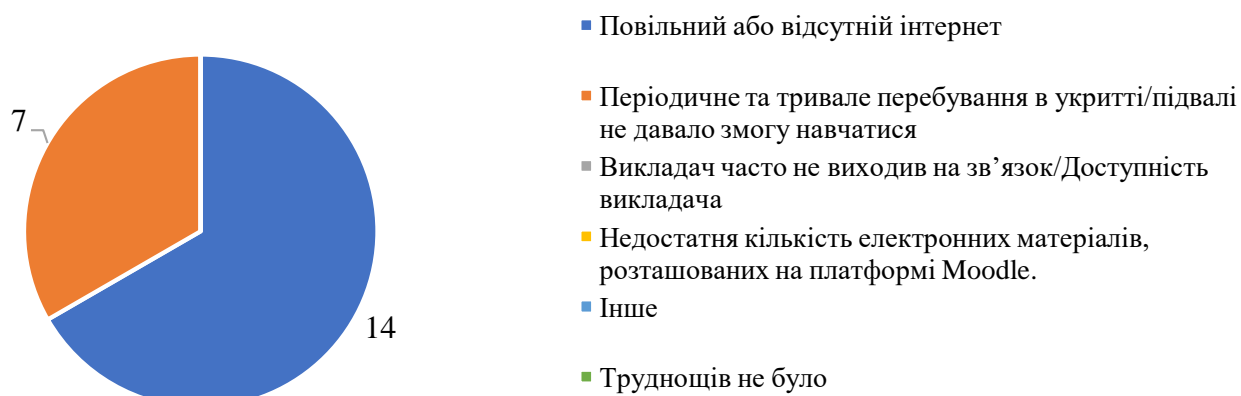 7
14
Повільний або відсутній інтернет
Періодичне та тривале перебування в укритті/підвалі
не давало змогу навчатися
Викладач часто не виходив на зв’язок/Доступність
викладача
Недостатня кількість електронних матеріалів,
розташованих на платформі Moodle.
Інше
Труднощів не було